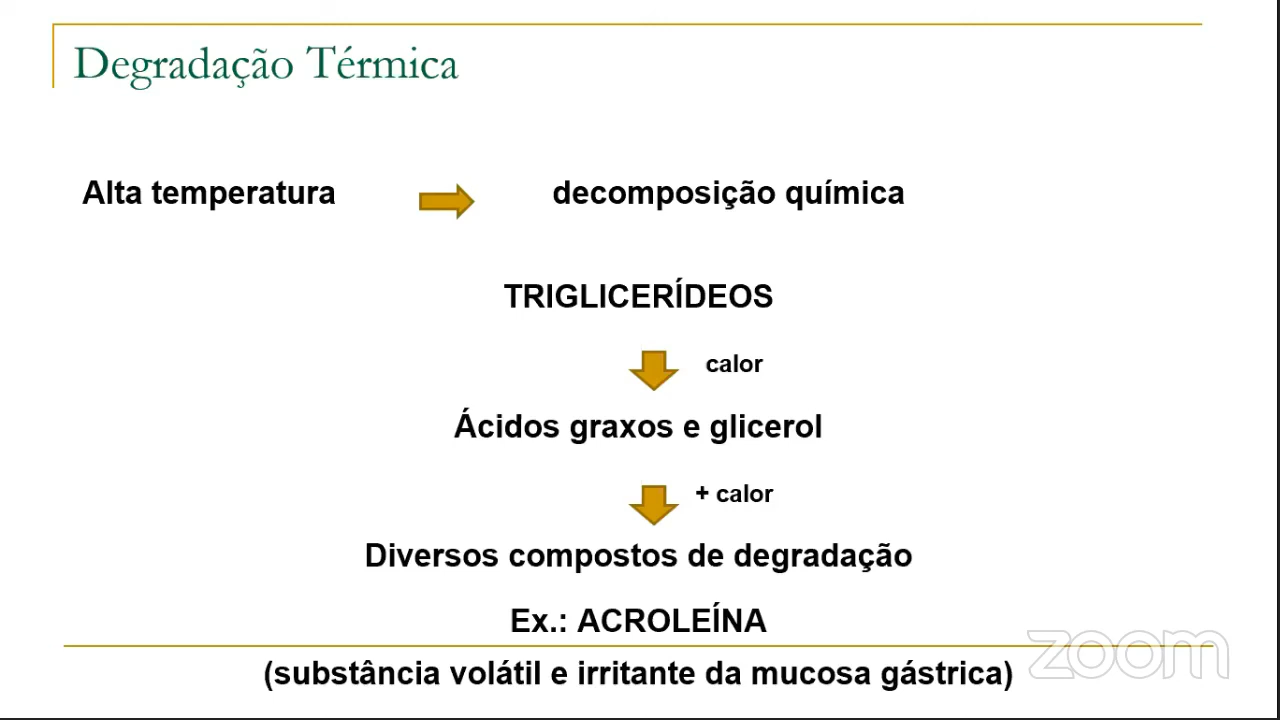 Degradação Térmica
Alta temperatura decomposição química
TRIGLICERÍDEOS
calor
Ácidos graxos e glicerol
+ calor
Diversos compostos de degradação
Ex.: ACROLEÍNA
(substância volátil e irritante da mucosa gástrica)
zoom